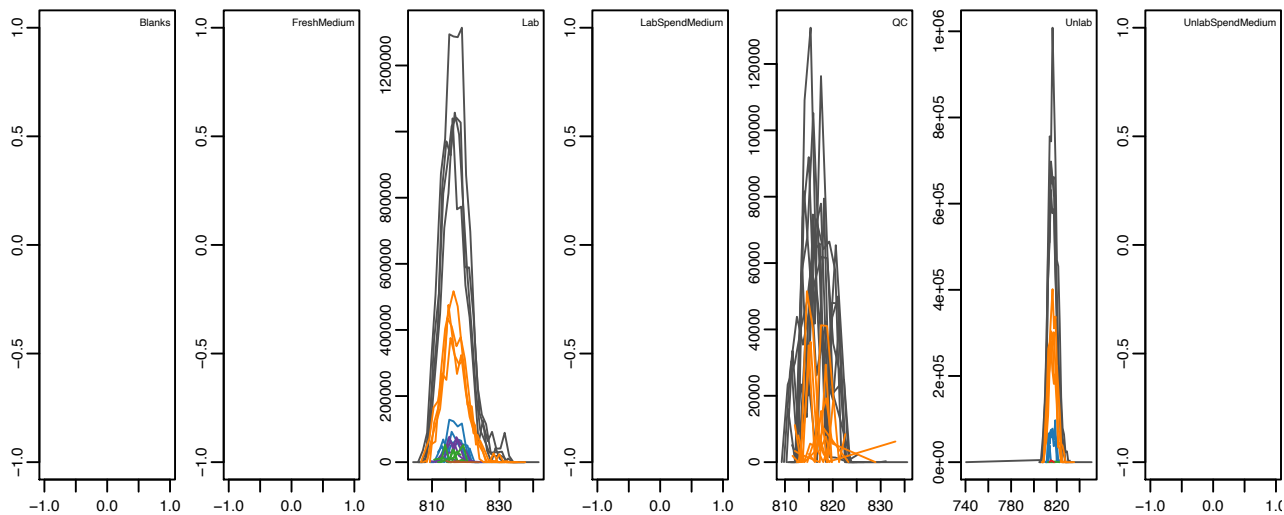 Blanks
1.0
0.5
0.0
−0.5
−1.0
−1.0 0.0 1.0
FreshMedium
1.0
0.5
0.0
−0.5
−1.0
−1.0 0.0 1.0
Lab
1200000
800000
600000
400000
200000
0
810 830
LabSpendMedium
1.0
0.5
0.0
−0.5
−1.0
−1.0 0.0 1.0
QC
120000
100000
80000
60000
40000
20000
0
810 820 830
Unlab
1e+06
8e+05
6e+05
4e+05
2e+05
0e+00
740 780 820
UnlabSpendMedium
1.0
0.5
0.0
−0.5
−1.0
−1.0 0.0 1.0